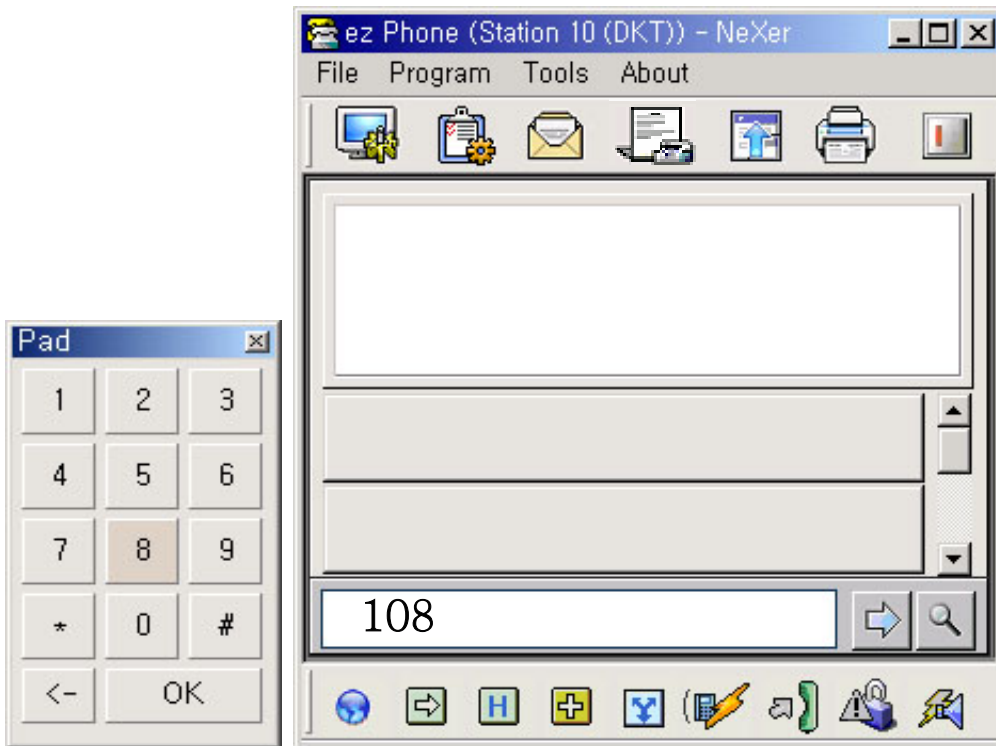 Pad
1 2 3
4 5 6
7 8 9
* 0 #
<- OK
ez Phone (Station 10 (DKT)) - NeXer
File Program Tools About
108
H